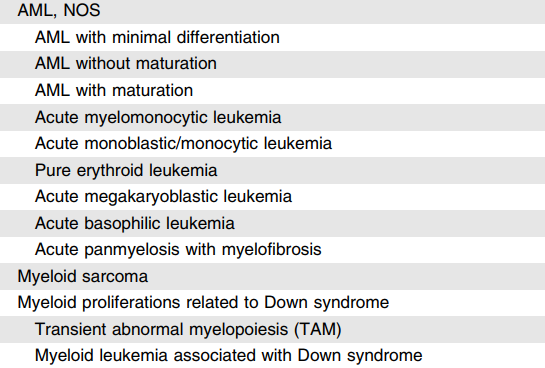 AML, NOS
AML with minimal differentiation
AML without maturation
AML with maturation
Acute myelomonocytic leukemia
Acute monoblastic/monocytic leukemia
Pure erythroid leukemia
Acute megakaryoblastic leukemia
Acute basophilic leukemia
Acute panmyelosis with myelofibrosis
Myeloid sarcoma
Myeloid proliferations related to Down syndrome
Transient abnormal myelopoiesis (TAM)
Myeloid leukemia associated with Down syndrome